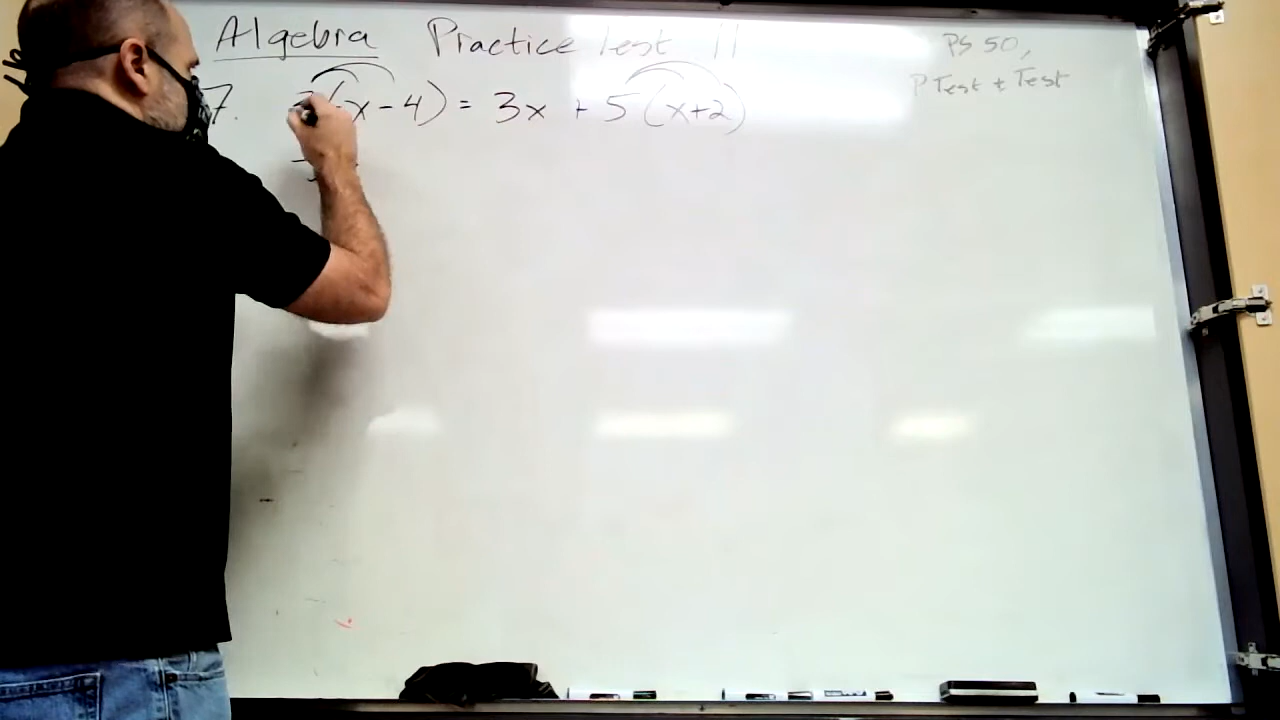 Algebra Practice Test 11
PS 50,
P Test & Test
7. (x-4) = 3x + 5(x+2)